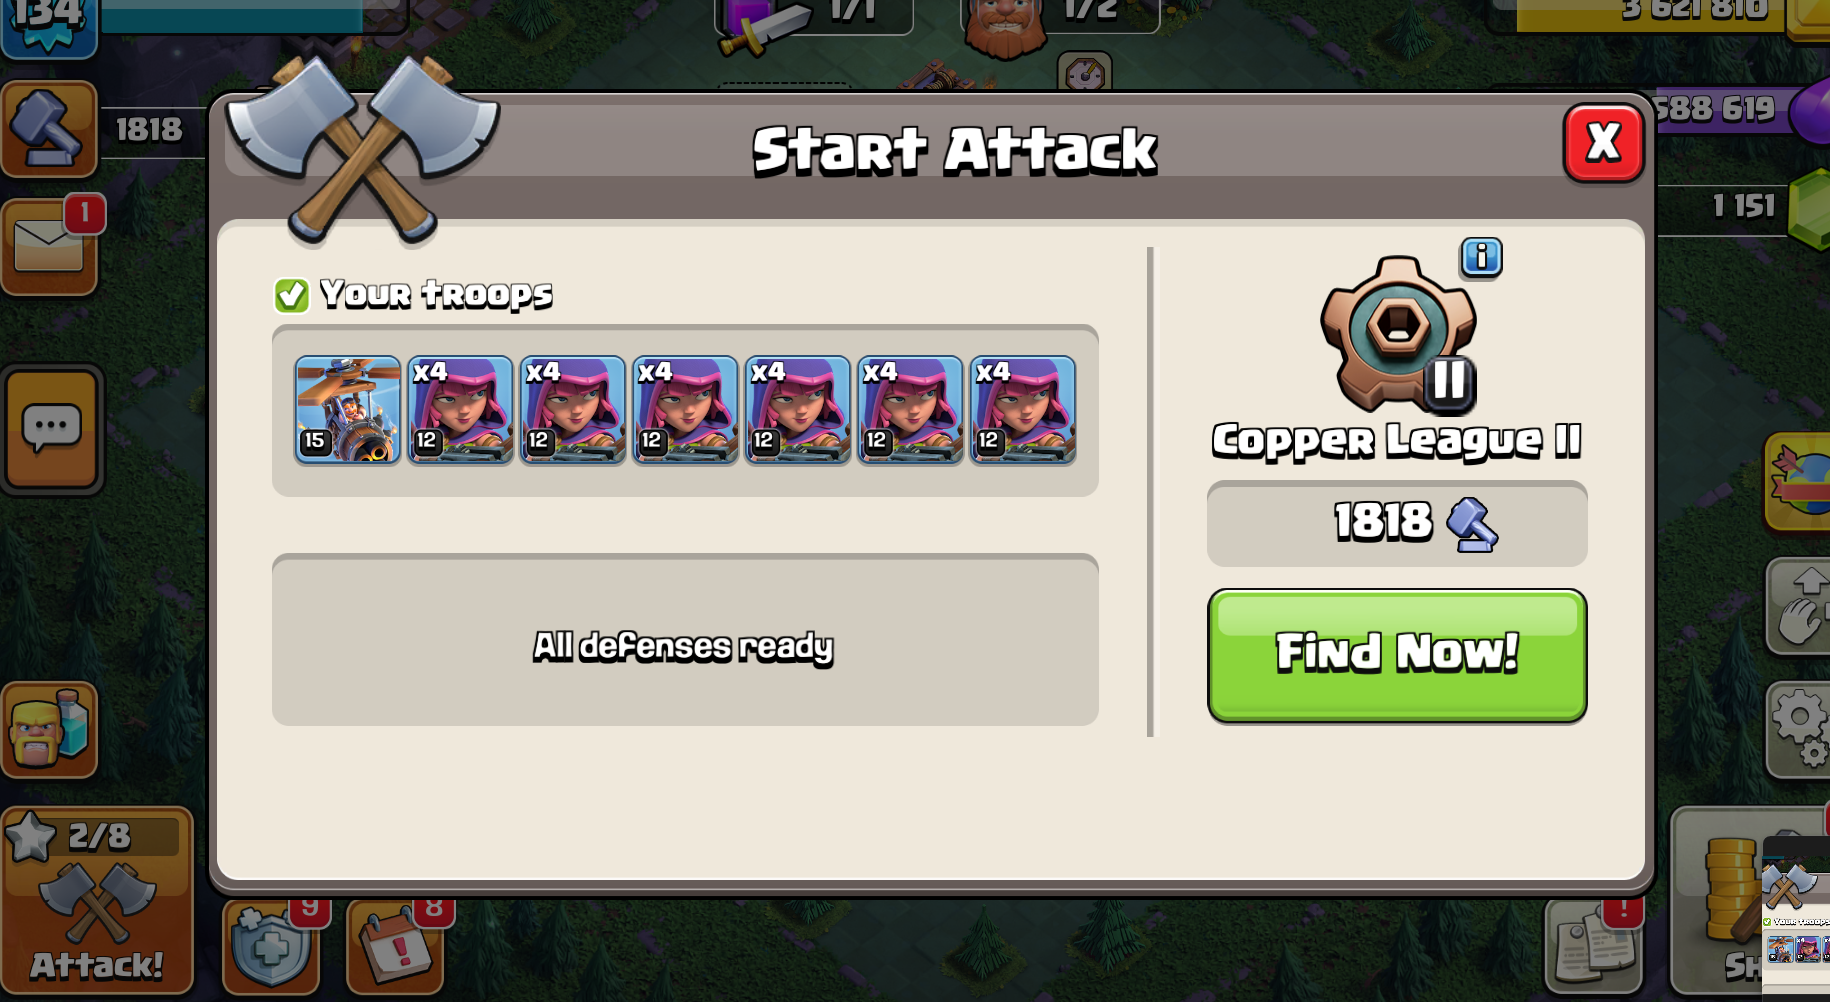 134
1/1
1/2
3 621 810
1818
588 619
1
1 151
Start Attack
X
i
Your troops
15
x4
12
x4
12
x4
12
x4
12
x4
12
x4
12
Copper League II
1818
Find Now!
All defenses ready
2/8
Attack!
9
8
!
Your troops